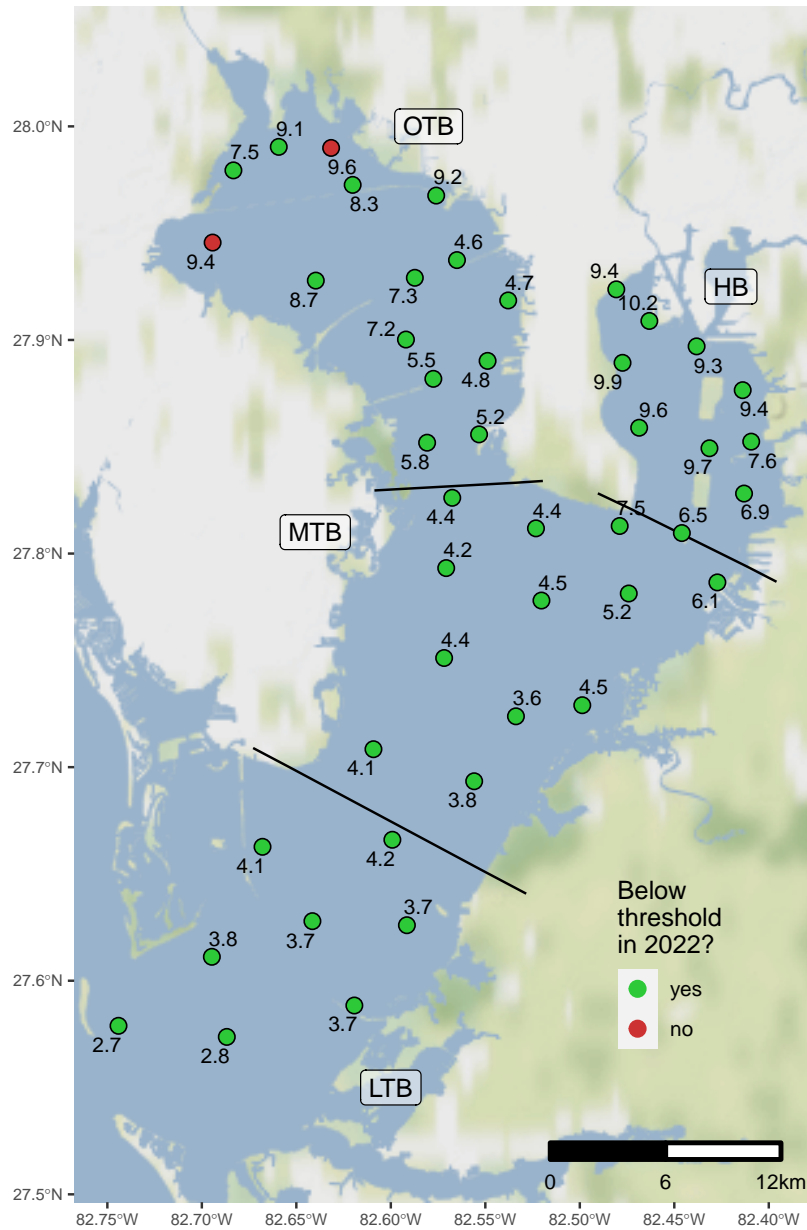 28.0°N
27.9°N
27.8°N
27.7°N
27.6°N
27.5°N
OTB
9.1
7.5
9.6
8.3
9.2
9.4
4.6
8.7
7.3
4.7
7.2
5.5
4.8
5.2
5.8
HB
9.4
10.2
9.3
9.9
9.4
9.6
9.7
7.6
6.9
MTB
4.4
4.4
7.5
6.5
4.2
4.5
5.2
6.1
4.4
3.6
4.5
4.1
3.8
4.1
4.2
3.7
3.7
3.8
3.7
2.7
2.8
LTB
Below
threshold
in 2022?
yes
no
0 6 12km
82.75°W 82.70°W 82.65°W 82.60°W 82.55°W 82.50°W 82.45°W 82.40°W